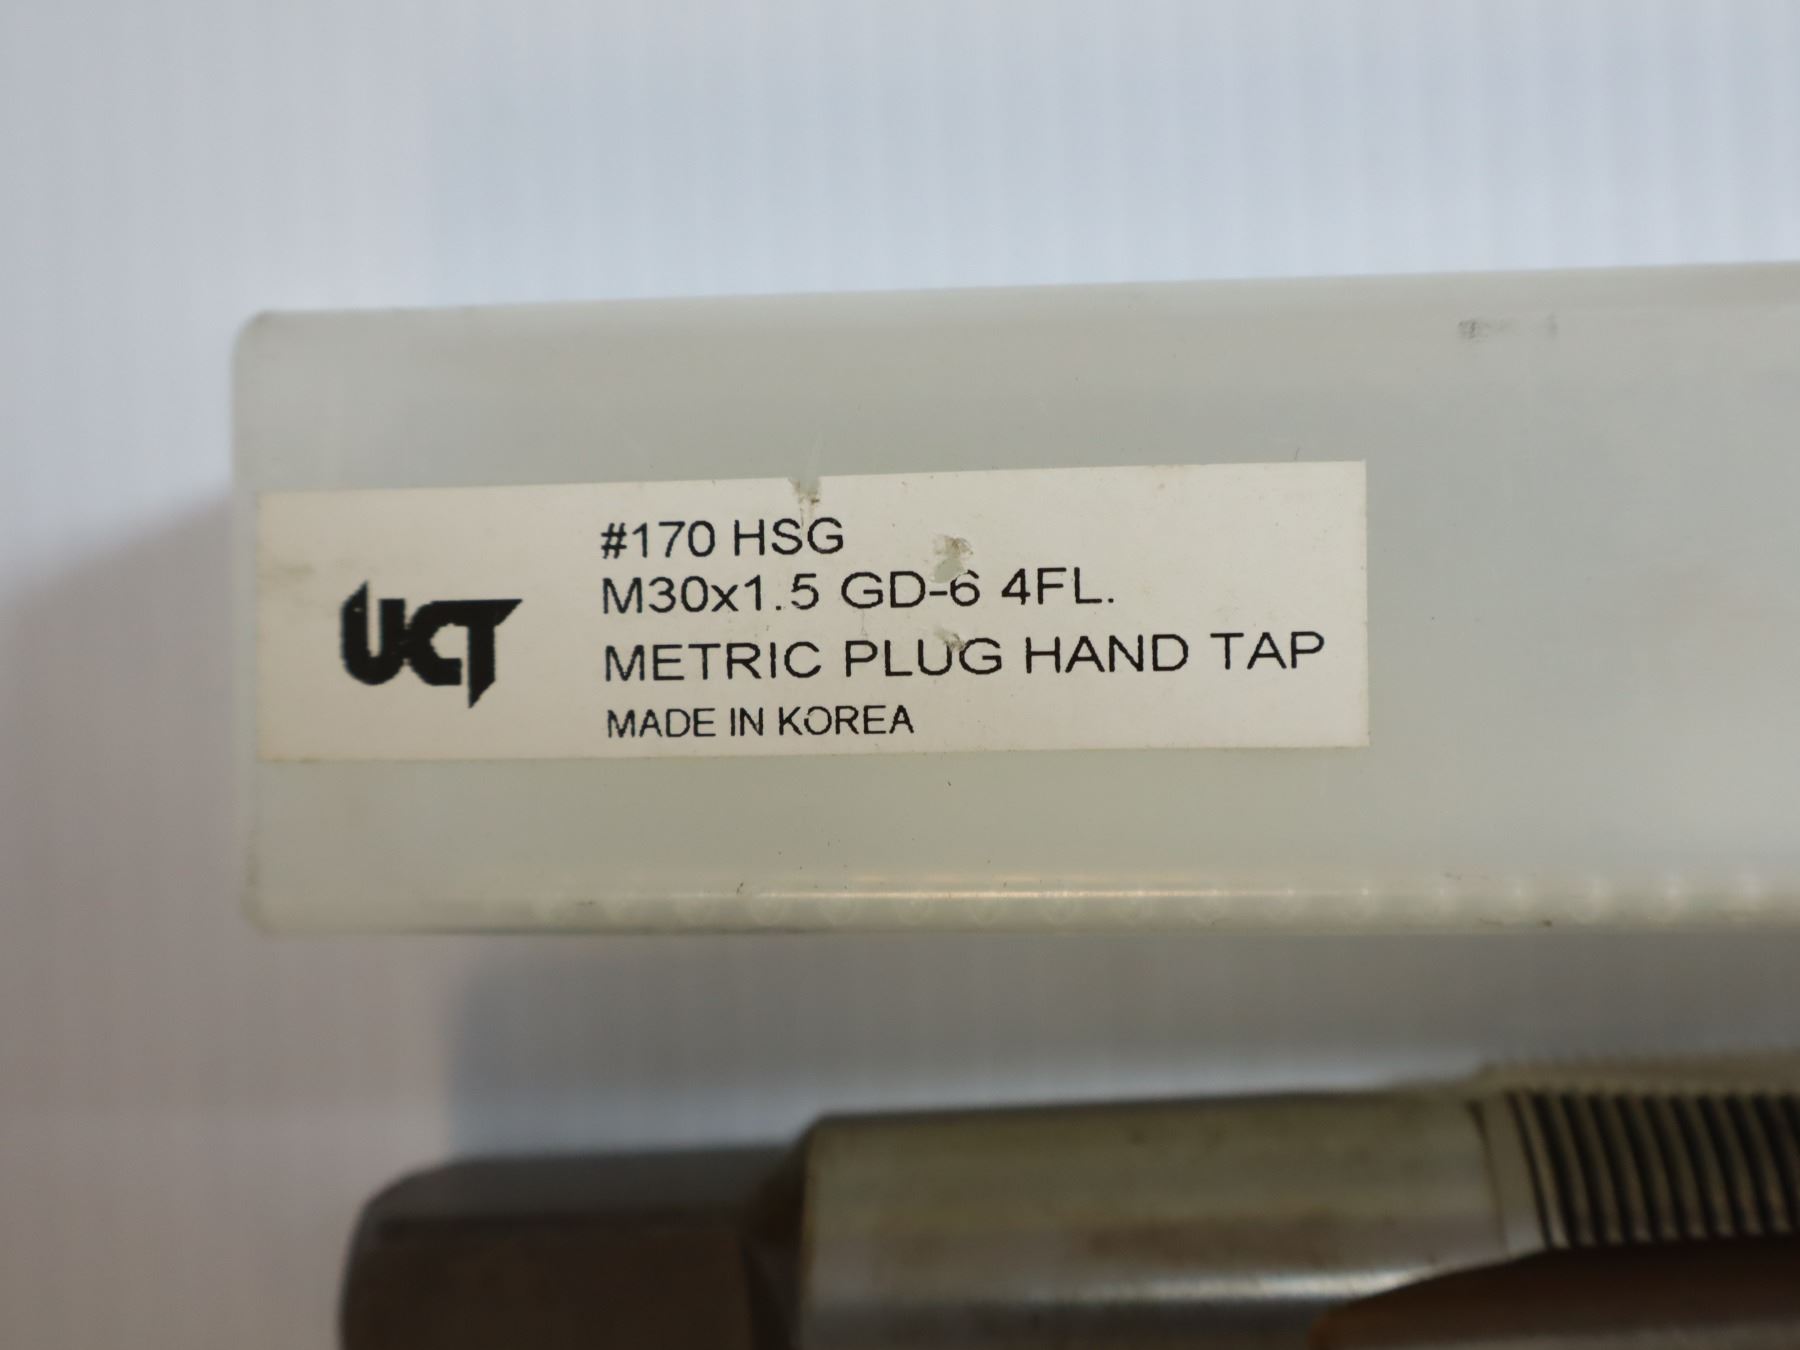 UCT
#170 HSG
M30x1.5 GD-6 4FL.
METRIC PLUG HAND TAP
MADE IN KOREA